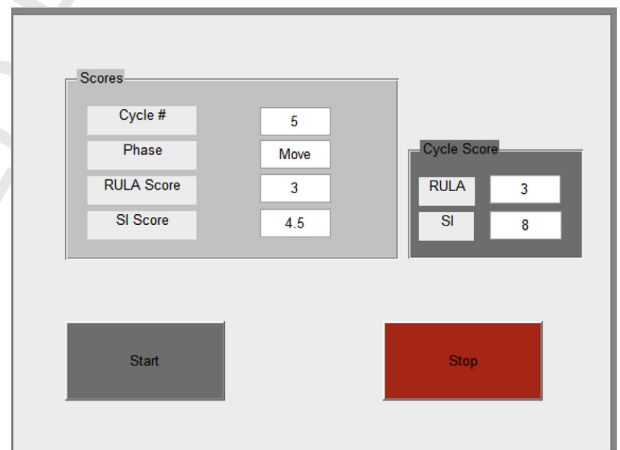 Scores
Cycle # 5
Phase Move
RULA Score 3
SI Score 4.5
Cycle Score
RULA 3
SI 8
Start
Stop